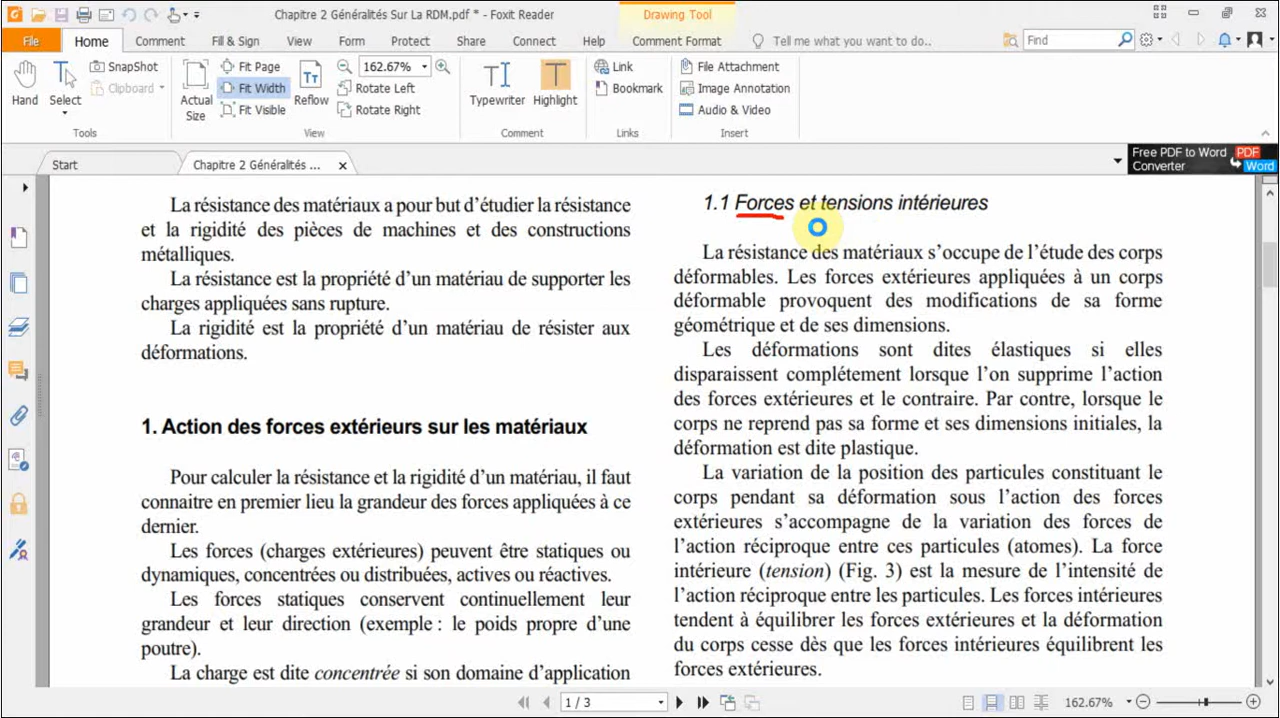 Chapitre 2 Généralités Sur La RDM.pdf * - Foxit Reader
Drawing Tool
File
Home
Comment
Fill & Sign
View
Form
Protect
Share
Connect
Help
Comment Format
Tell me what you want to do..
Find
Hand
Select
SnapShot
Clipboard
Tools
Actual
Size
Fit Page
Fit Width
Fit Visible
Reflow
162.67%
Rotate Left
Rotate Right
View
Typewriter
Highlight
Comment
Link
Bookmark
Links
File Attachment
Image Annotation
Audio & Video
Insert
Start
Chapitre 2 Généralités ...
Free PDF to Word
Converter
PDF
Word
La résistance des matériaux a pour but d'étudier la résistance
et la rigidité des pièces de machines et des constructions
métalliques.
La résistance est la propriété d'un matériau de supporter les
charges appliquées sans rupture.
La rigidité est la propriété d'un matériau de résister aux
déformations.
1. Action des forces extérieurs sur les matériaux
Pour calculer la résistance et la rigidité d'un matériau, il faut
connaitre en premier lieu la grandeur des forces appliquées à ce
dernier.
Les forces (charges extérieures) peuvent être statiques ou
dynamiques, concentrées ou distribuées, actives ou réactives.
Les forces statiques conservent continuellement leur
grandeur et leur direction (exemple : le poids propre d'une
poutre).
La charge est dite concentrée si son domaine d'application
1.1 Forces et tensions intérieures
La résistance des matériaux s'occupe de l'étude des corps
déformables. Les forces extérieures appliquées à un corps
déformable provoquent des modifications de sa forme
géométrique et de ses dimensions.
Les déformations sont dites élastiques si elles
disparaissent complétement lorsque l'on supprime l'action
des forces extérieures et le contraire. Par contre, lorsque le
corps ne reprend pas sa forme et ses dimensions initiales, la
déformation est dite plastique.
La variation de la position des particules constituant le
corps pendant sa déformation sous l'action des forces
extérieures s'accompagne de la variation des forces de
l'action réciproque entre ces particules (atomes). La force
intérieure (tension) (Fig. 3) est la mesure de l'intensité de
l'action réciproque entre les particules. Les forces intérieures
tendent à équilibrer les forces extérieures et la déformation
du corps cesse dès que les forces intérieures équilibrent les
forces extérieures.
1 / 3
162.67%